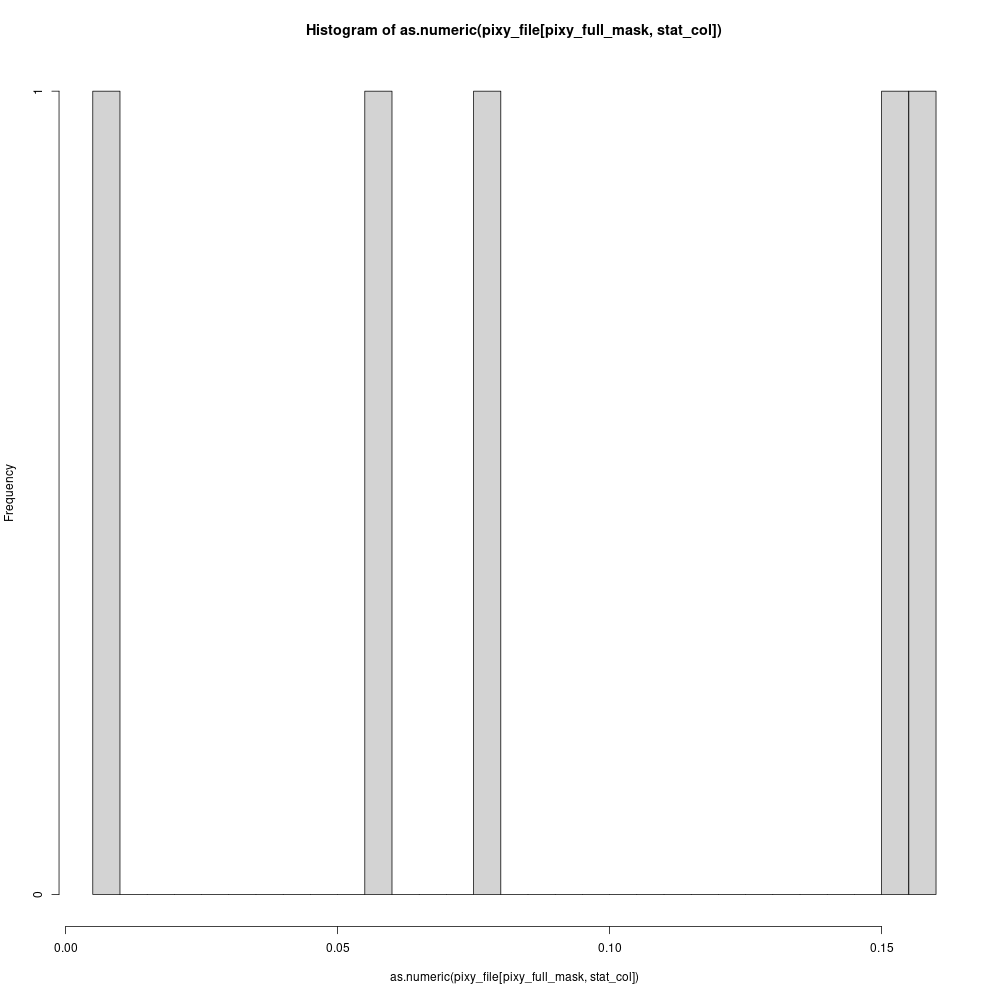 Histogram of as.numeric(pixy_file[pixy_full_mask, stat_col])
1
Frequency
0
0.00 0.05 0.10 0.15
as.numeric(pixy_file[pixy_full_mask, stat_col])